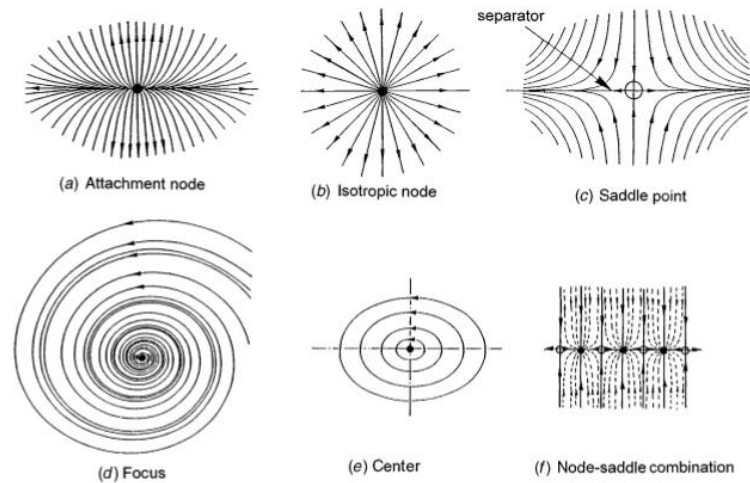 separator
(a) Attachment node
(b) Isotropic node
(c) Saddle point
(d) Focus
(e) Center
(f) Node-saddle combination